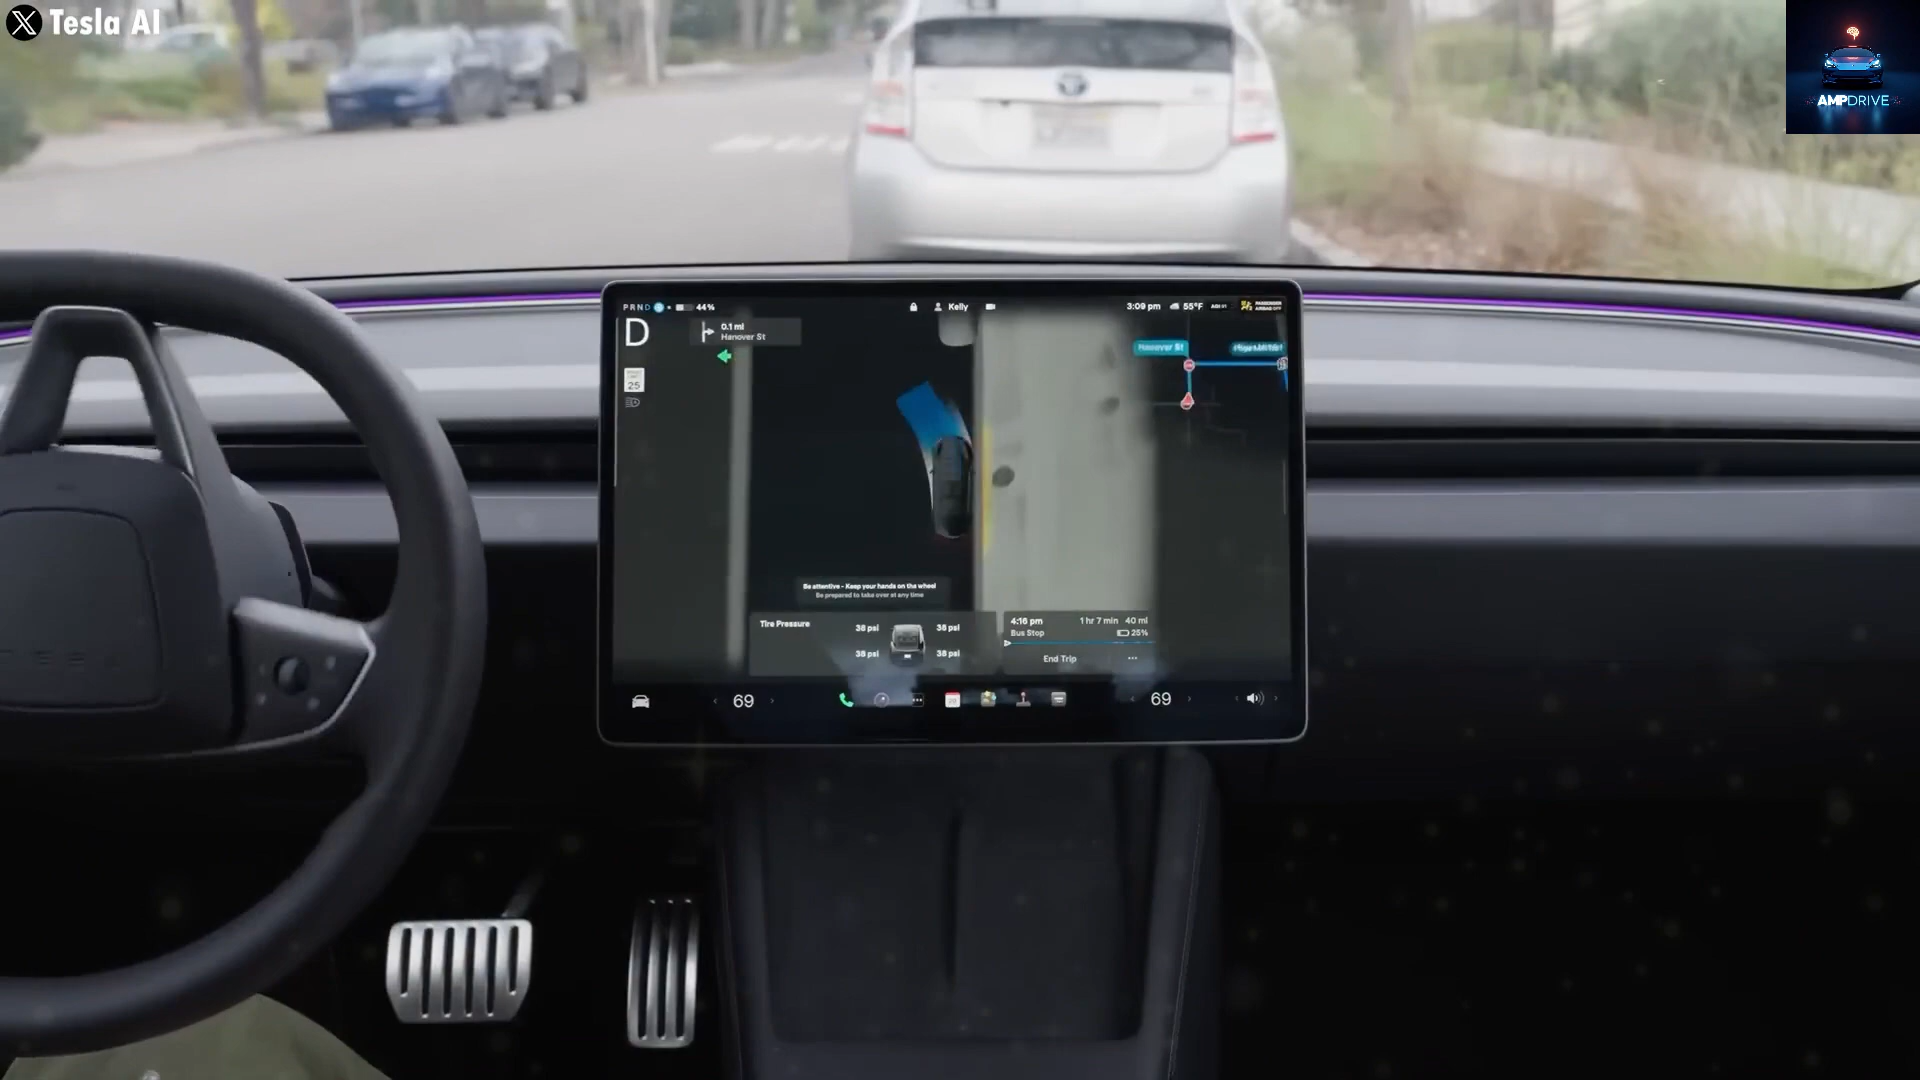 X Tesla AI
AMPDRIVE
PRND
44%
Kelly
3:09 pm
55°F
PASSENGER
AIRBAG OFF
D
0.1 mi
Hanover St
Hanover St
25
Be attentive - Keep your hands on the wheel
Be prepared to take over at any time
Tire Pressure
38 psi
38 psi
38 psi
38 psi
4:16 pm
1 hr 7 min
40 mi
Bus Stop
25%
End Trip
69
69